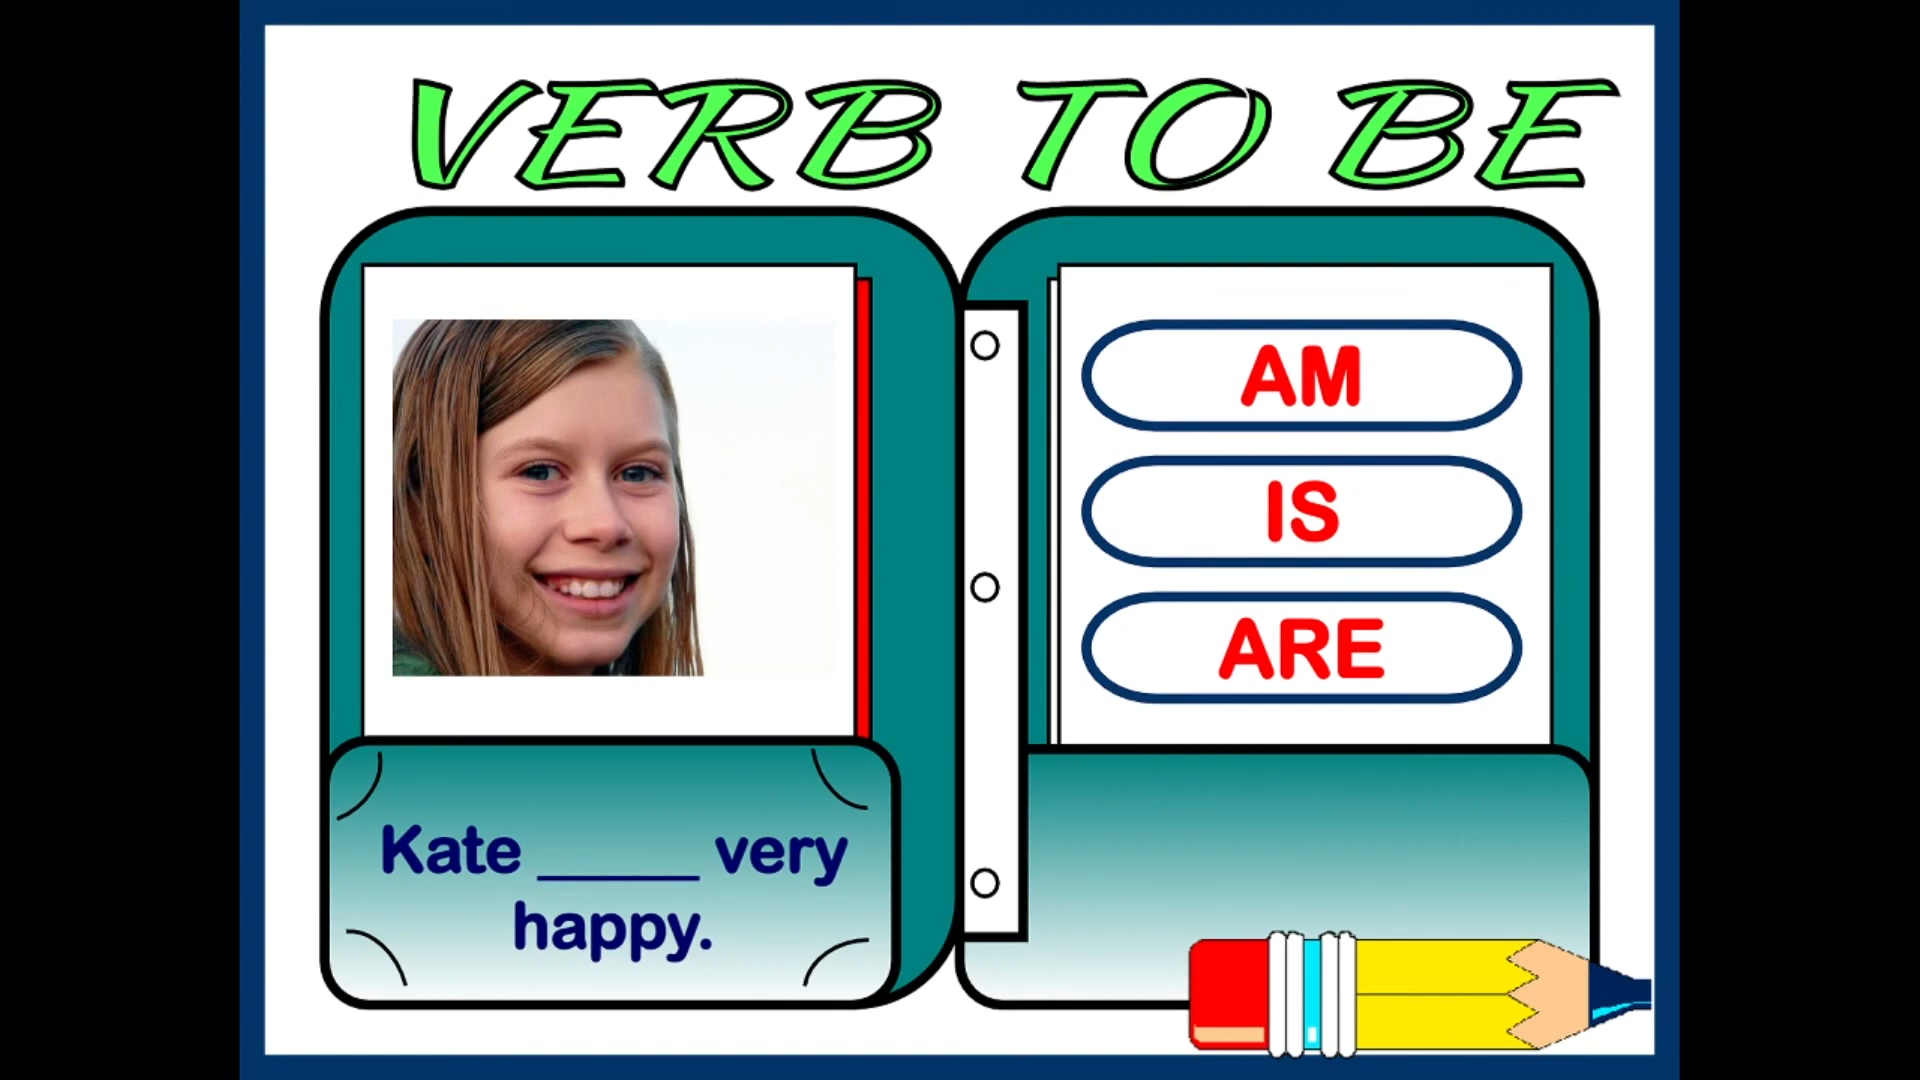 VERB TO BE
AM
IS
ARE
Kate _____ very
happy.